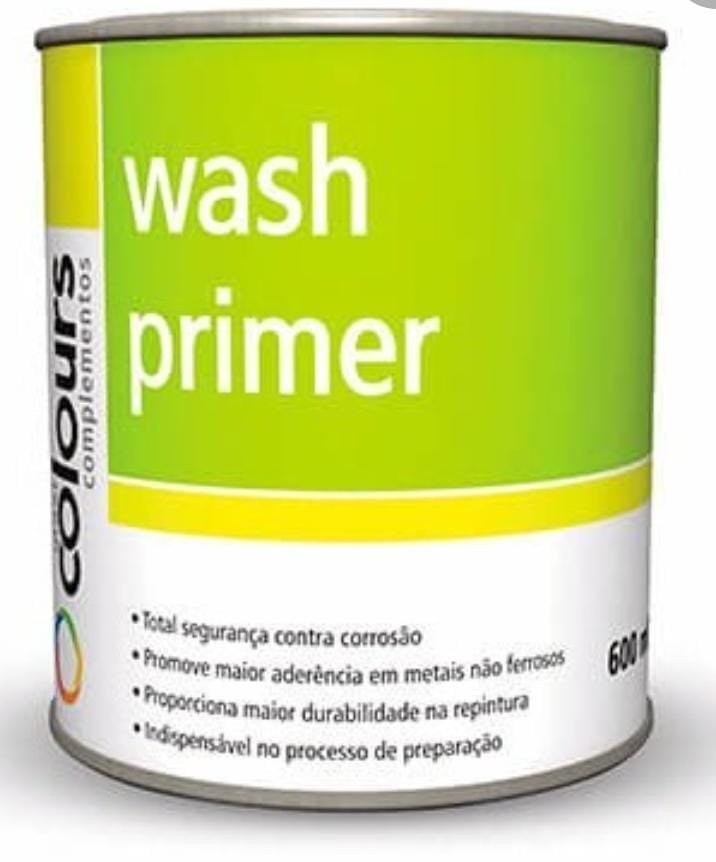 wash
primer
colours
complementos
• Total segurança contra corrosão
• Promove maior aderência em metais não ferrosos
• Proporciona maior durabilidade na repintura
• Indispensável no processo de preparação
600